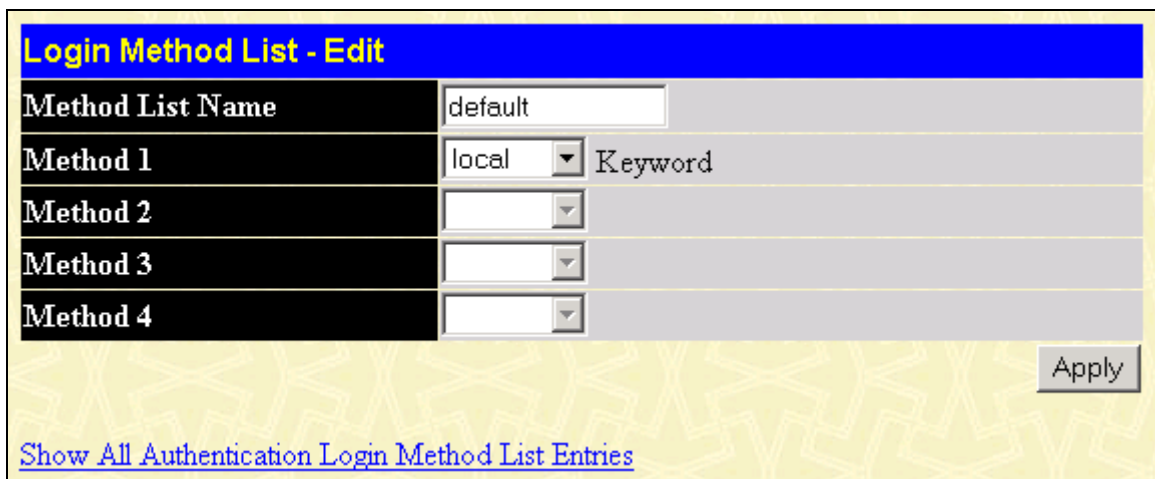 Login Method List - Edit
Method List Name default
Method 1 local Keyword
Method 2
Method 3
Method 4
Apply
Show All Authentication Login Method List Entries